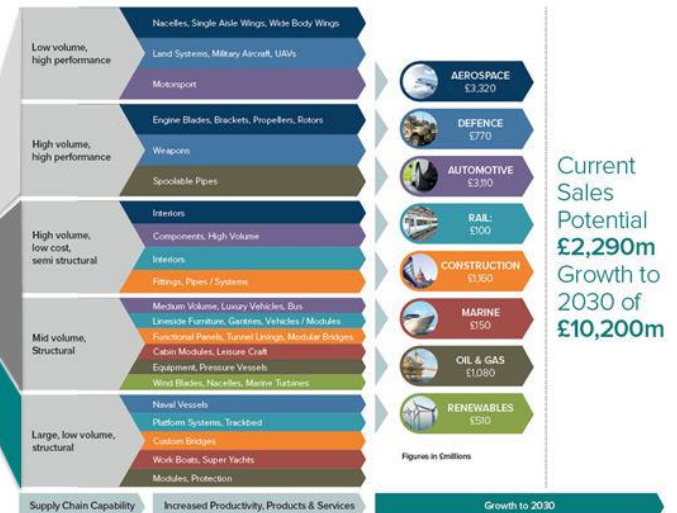 Low volume,
high performance
Nacelles, Single Aisle Wings, Wide Body Wings
Land Systems, Military Aircraft, UAVs
Motorsport
High volume,
high performance
Engine Blades, Brackets, Propellers, Rotors
Weapons
Spoolable Pipes
High volume,
low cost,
semi structural
Interiors
Components, High Volume
Interiors
Fittings, Pipes / Systems
Mid volume,
Structural
Medium Volume, Luxury Vehicles, Bus
Lineside Furniture, Gantries, Vehicles / Modules
Functional Panels, Tunnel Linings, Modular Bridges
Cabin Modules, Leisure Craft
Equipment, Pressure Vessels
Wind Blades, Nacelles, Marine Turbines
Large, low volume,
structural
Naval Vessels
Platform Systems, Trackbed
Custom Bridges
Work Boats, Super Yachts
Modules, Protection
AEROSPACE
£3,320
DEFENCE
£770
AUTOMOTIVE
£3,110
RAIL:
£100
CONSTRUCTION
£1,160
MARINE
£150
OIL & GAS
£1,080
RENEWABLES
£510
Figures in £millions
Current
Sales
Potential
£2,290m
Growth to
2030 of
£10,200m
Supply Chain Capability
Increased Productivity, Products & Services
Growth to 2030